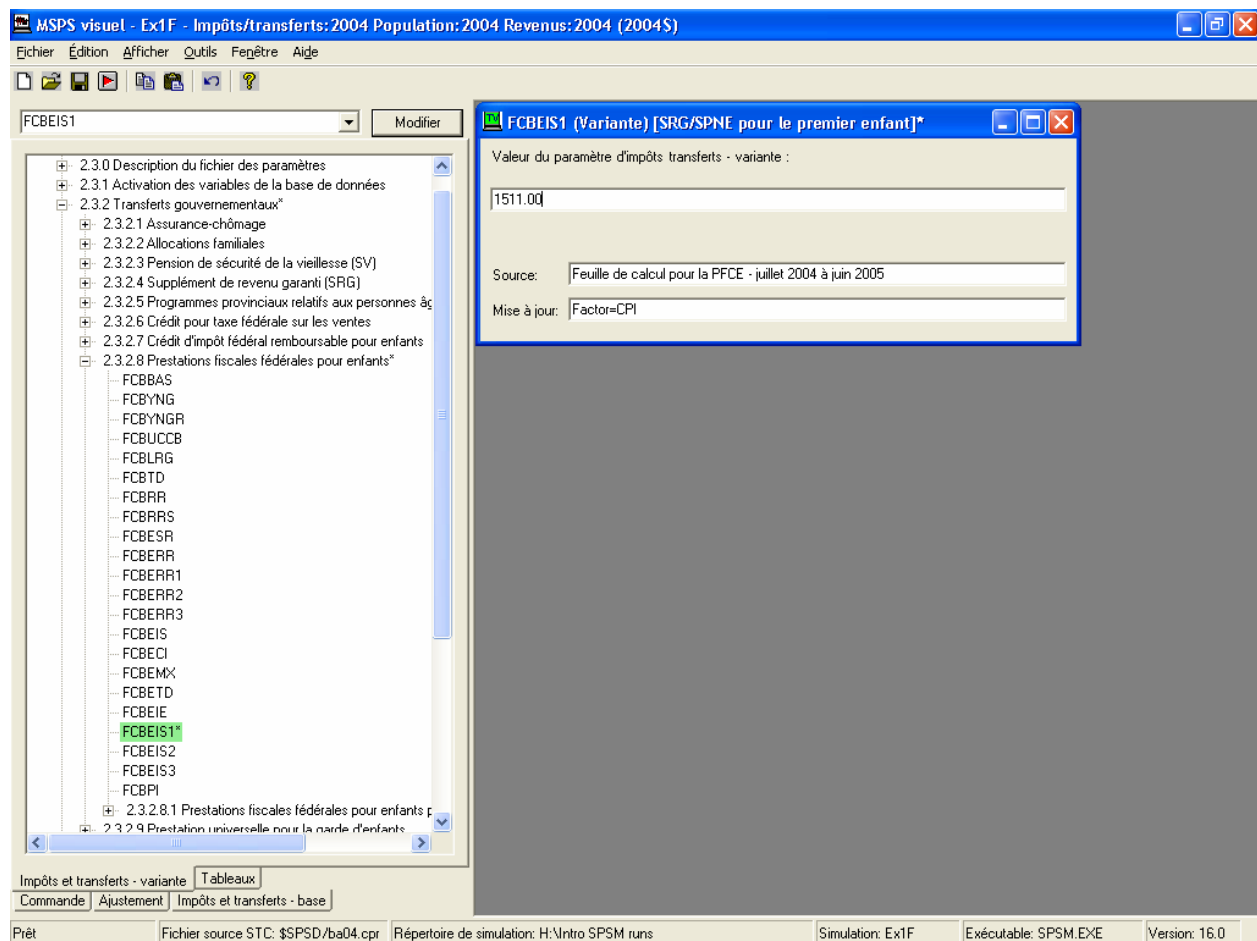 MSPS visuel - Ex1F - Impôts/transferts:2004 Population:2004 Revenus:2004 (2004$)
Fichier Édition Afficher Outils Fenêtre Aide
FCBEIS1
Modifier
2.3.0 Description du fichier des paramètres
2.3.1 Activation des variables de la base de données
2.3.2 Transferts gouvernementaux*
2.3.2.1 Assurance-chômage
2.3.2.2 Allocations familiales
2.3.2.3 Pension de sécurité de la vieillesse (SV)
2.3.2.4 Supplément de revenu garanti (SRG)
2.3.2.5 Programmes provinciaux relatifs aux personnes âg
2.3.2.6 Crédit pour taxe fédérale sur les ventes
2.3.2.7 Crédit d'impôt fédéral remboursable pour enfants
2.3.2.8 Prestations fiscales fédérales pour enfants*
FCBBAS
FCBYNG
FCBYNGR
FCBUCCB
FCBLRG
FCBTD
FCBRR
FCBRRS
FCBESR
FCBERR
FCBERR1
FCBERR2
FCBERR3
FCBEIS
FCBECI
FCBEMX
FCBETD
FCBEIE
FCBEIS1*
FCBEIS2
FCBEIS3
FCBPI
2.3.2.8.1 Prestations fiscales fédérales pour enfants p
2.3.2.9 Prestation universelle pour la garde d'enfants
Impôts et transferts - variante Tableaux
Commande Ajustement Impôts et transferts - base
FCBEIS1 (Variante) [SRG/SPNE pour le premier enfant]*
Valeur du paramètre d'impôts transferts - variante :
1511.00
Source: Feuille de calcul pour la PFCE - juillet 2004 à juin 2005
Mise à jour: Factor=CPI
Prêt Fichier source STC: $SPSD/ba04.cpr Répertoire de simulation: H:\Intro SPSM runs Simulation: Ex1F Exécutable: SPSM.EXE Version: 16.0